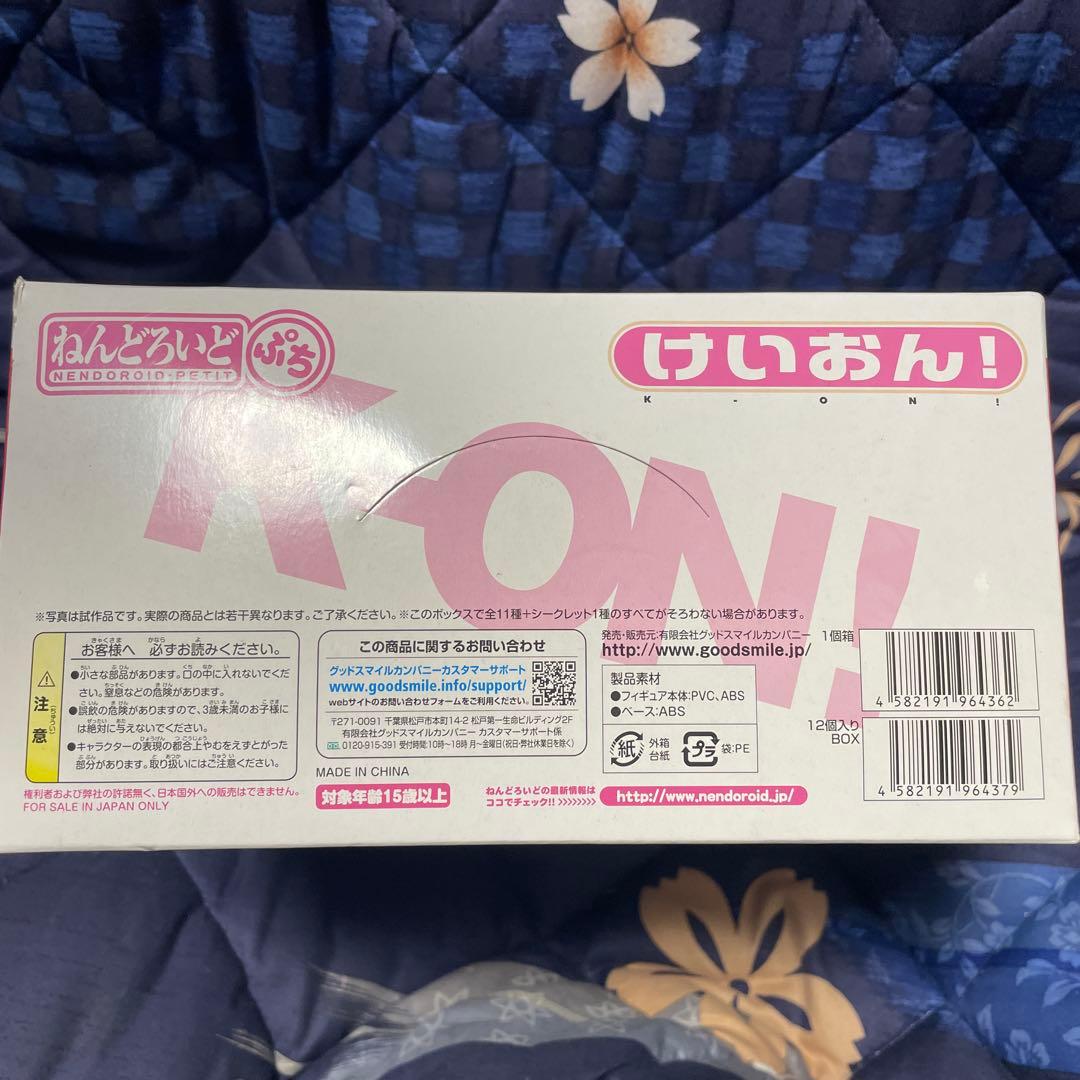 ねんどろいど ぷち
NENDOROID・PETIT
けいおん!
K-ON!
K-ON!
※写真は試作品です。実際の商品とは若干異なります。ご了承ください。※このボックスで全11種+シークレット1種のすべてがそろわない場合があります。
注意
お客様へ 必ずお読みください。
●小さな部品があります。口の中に入れないでくだ
さい。窒息などの危険があります。
●誤飲の危険がありますので、3歳未満のお子様に
は絶対に与えないでください。
●キャラクターの表現の都合上やむをえずとがった
部分があります。取り扱いにはご注意ください。
権利者および弊社の許諾無く、日本国外への販売はできません。
FOR SALE IN JAPAN ONLY
この商品に関するお問い合わせ
グッドスマイルカンパニーカスタマーサポート
www.goodsmile.info/support/
webサイトのお問い合わせフォームをご利用ください。
〒271-0091 千葉県松戸市本町14-2 松戸第一生命ビルディング2F
有限会社グッドスマイルカンパニー カスタマーサポート係
0120-915-391 受付時間:10時〜18時 月〜金曜日(祝日・弊社休業日を除く)
MADE IN CHINA
対象年齢15歳以上
ねんどろいどの最新情報は
ココでチェック!! >>>>>>>>
http://www.nendoroid.jp/
発売・販売元:有限会社グッドスマイルカンパニー
http://www.goodsmile.jp/
製品素材
●フィギュア本体:PVC、ABS
●ベース:ABS
紙 外箱
台紙
プラ 袋:PE
1個箱
4 582191 964362
12個入り
BOX
4 582191 964379